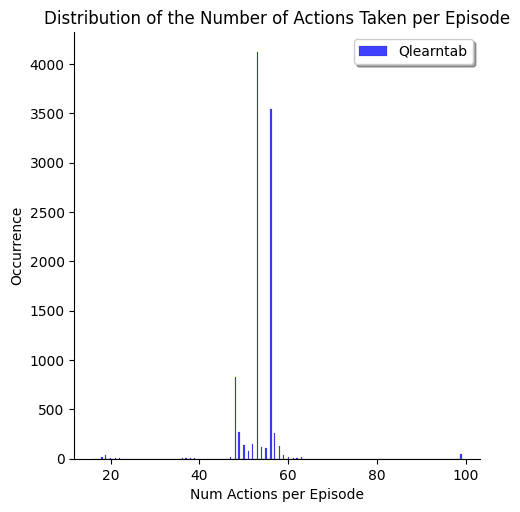 Distribution of the Number of Actions Taken per Episode
Qlearntab
4000
3500
3000
2500
2000
1500
1000
500
0
Occurrence
20 40 60 80 100
Num Actions per Episode